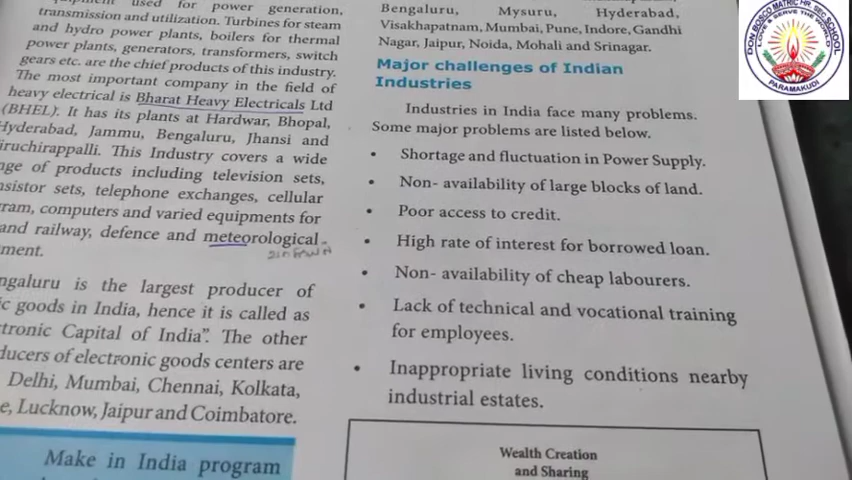 used for power generation,
transmission and utilization. Turbines for steam
and hydro power plants, boilers for thermal
power plants, generators, transformers, switch
gears etc. are the chief products of this industry.
The most important company in the field of
heavy electrical is Bharat Heavy Electricals Ltd
(BHEL). It has its plants at Hardwar, Bhopal,
Hyderabad, Jammu, Bengaluru, Jhansi and
iruchirappalli. This Industry covers a wide
nge of products including television sets,
nsistor sets, telephone exchanges, cellular
ram, computers and varied equipments for
and railway, defence and meteorological
ment.
ngaluru is the largest producer of
ic goods in India, hence it is called as
tronic Capital of India”. The other
ducers of electronic goods centers are
Delhi, Mumbai, Chennai, Kolkata,
e, Lucknow, Jaipur and Coimbatore.
Make in India program
Bengaluru, Mysuru, Hyderabad,
Visakhapatnam, Mumbai, Pune, Indore, Gandhi
Nagar, Jaipur, Noida, Mohali and Srinagar.
Major challenges of Indian
Industries
Industries in India face many problems.
Some major problems are listed below.
• Shortage and fluctuation in Power Supply.
• Non- availability of large blocks of land.
• Poor access to credit.
• High rate of interest for borrowed loan.
• Non- availability of cheap labourers.
• Lack of technical and vocational training
for employees.
• Inappropriate living conditions nearby
industrial estates.
Wealth Creation
and Sharing
DON BOSCO MATRIC HR. SEC. SCHOOL
LOVE & SERVE THE WORLD
PARAMAKUDI